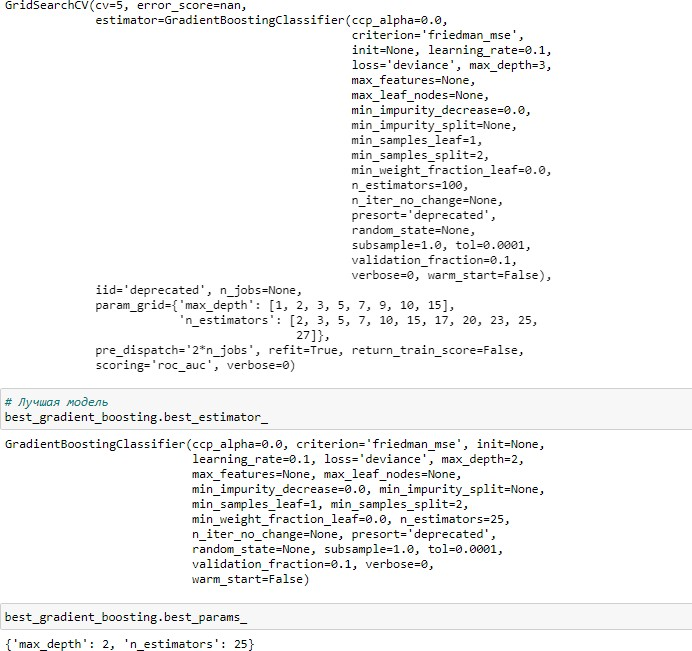 GridSearchCV(cv=5, error_score=nan,
estimator=GradientBoostingClassifier(ccp_alpha=0.0,
criterion='friedman_mse',
init=None, learning_rate=0.1,
loss='deviance', max_depth=3,
max_features=None,
max_leaf_nodes=None,
min_impurity_decrease=0.0,
min_impurity_split=None,
min_samples_leaf=1,
min_samples_split=2,
min_weight_fraction_leaf=0.0,
n_estimators=100,
n_iter_no_change=None,
presort='deprecated',
random_state=None,
subsample=1.0, tol=0.0001,
validation_fraction=0.1,
verbose=0, warm_start=False),
iid='deprecated', n_jobs=None,
param_grid={'max_depth': [1, 2, 3, 5, 7, 9, 10, 15],
'n_estimators': [2, 3, 5, 7, 10, 15, 17, 20, 23, 25,
27]},
pre_dispatch='2*n_jobs', refit=True, return_train_score=False,
scoring='roc_auc', verbose=0)
# Лучшая модель
best_gradient_boosting.best_estimator_
GradientBoostingClassifier(ccp_alpha=0.0, criterion='friedman_mse', init=None,
learning_rate=0.1, loss='deviance', max_depth=2,
max_features=None, max_leaf_nodes=None,
min_impurity_decrease=0.0, min_impurity_split=None,
min_samples_leaf=1, min_samples_split=2,
min_weight_fraction_leaf=0.0, n_estimators=25,
n_iter_no_change=None, presort='deprecated',
random_state=None, subsample=1.0, tol=0.0001,
validation_fraction=0.1, verbose=0,
warm_start=False)
best_gradient_boosting.best_params_
{'max_depth': 2, 'n_estimators': 25}